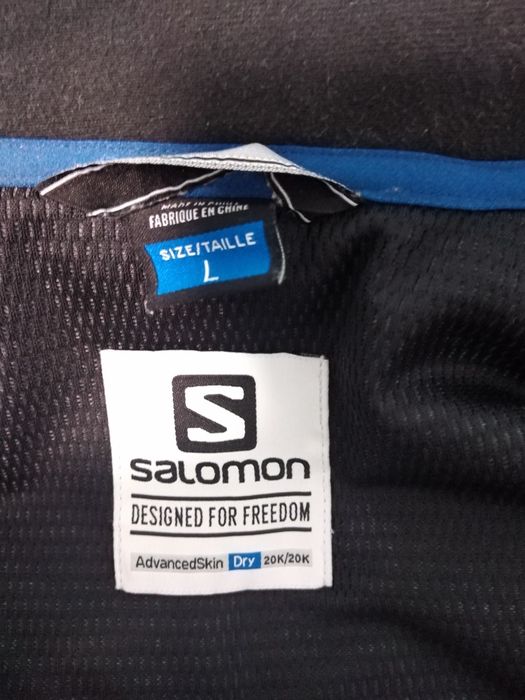 MADE IN CHINA
FABRIQUE EN CHINE
SIZE/TAILLE
L
S
SALOMON
DESIGNED FOR FREEDOM
AdvancedSkin Dry 20K/20K